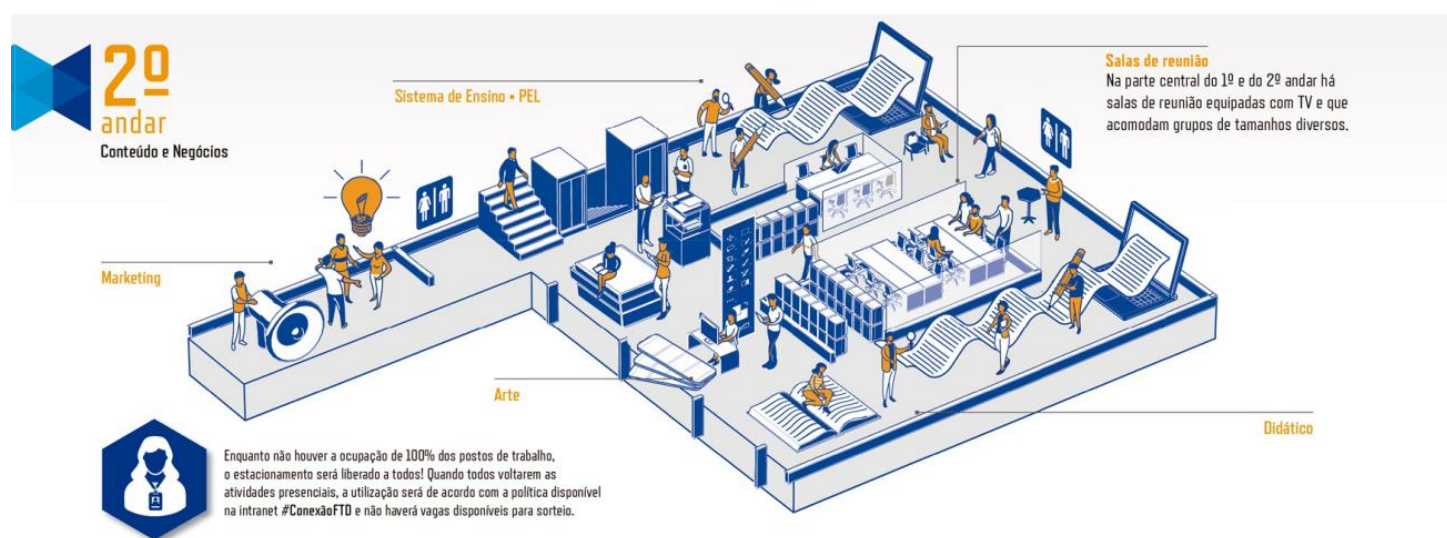 2º
andar
Conteúdo e Negócios
Sistema de Ensino • PEL
Salas de reunião
Na parte central do 1º e do 2º andar há
salas de reunião equipadas com TV e que
acomodam grupos de tamanhos diversos.
Marketing
Arte
Didático
Enquanto não houver a ocupação de 100% dos postos de trabalho,
o estacionamento será liberado a todos! Quando todos voltarem as
atividades presenciais, a utilização será de acordo com a política disponível
na intranet #ConexãoFTD e não haverá vagas disponíveis para sorteio.